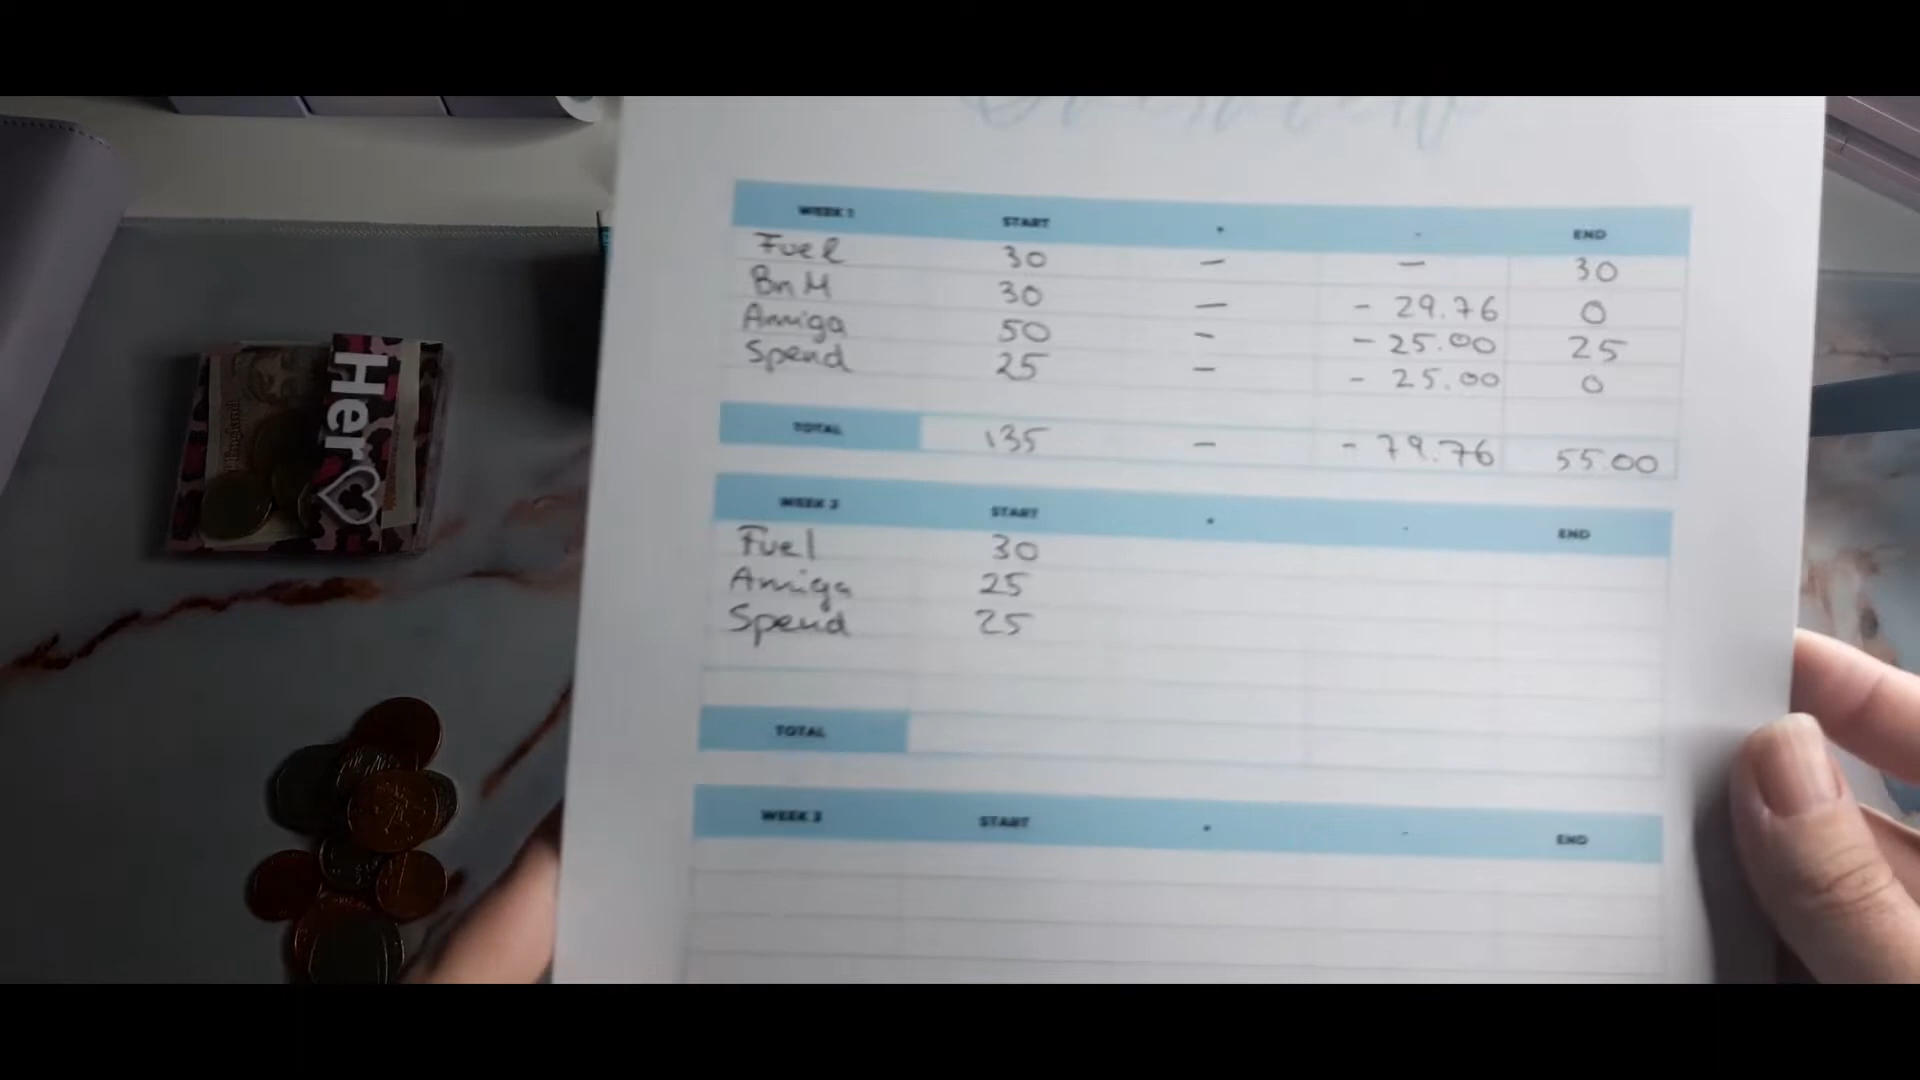 WEEK 1 START + - END
Fuel 30 — — 30
BnM 30 — - 29.76 0
Amiga 50 - - 25.00 25
Spend 25 - - 25.00 0
TOTAL 135 - - 79.76 55.00
WEEK 2 START + - END
Fuel 30
Amiga 25
Spend 25
TOTAL
WEEK 3 START + - END
Her